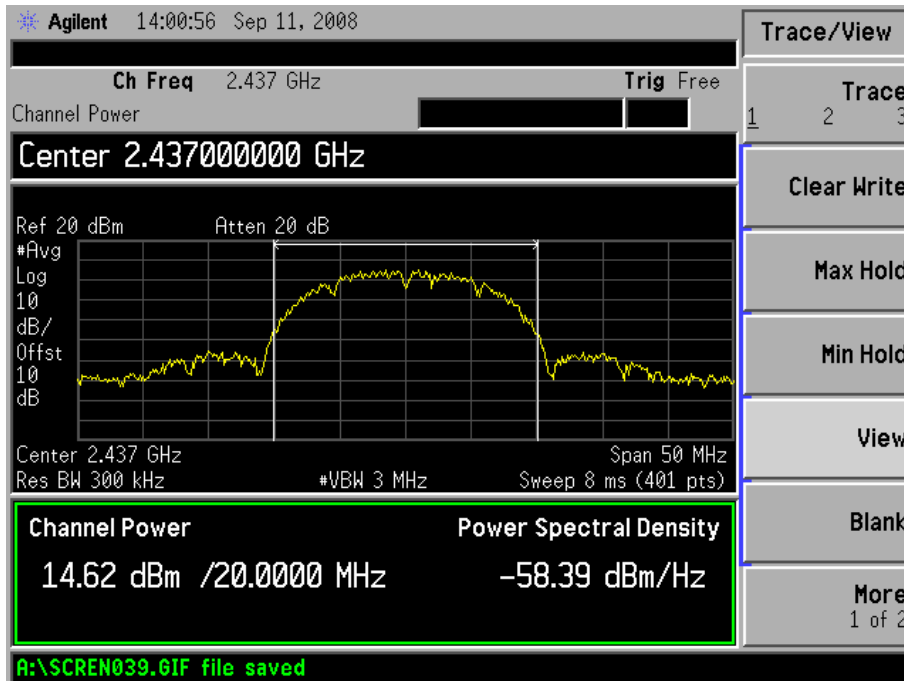 Agilent 14:00:56 Sep 11, 2008
Trace/View
Ch Freq 2.437 GHz Trig Free
Channel Power
Trace
1 2 3
Center 2.437000000 GHz
Clear Write
Ref 20 dBm Atten 20 dB
#Avg
Log
10
dB/
Offst
10
dB
Max Hold
Min Hold
View
Center 2.437 GHz Span 50 MHz
Res BW 300 kHz #VBW 3 MHz Sweep 8 ms (401 pts)
Channel Power Power Spectral Density
14.62 dBm /20.0000 MHz -58.39 dBm/Hz
Blank
More
1 of 2
A:\SCREN039.GIF file saved